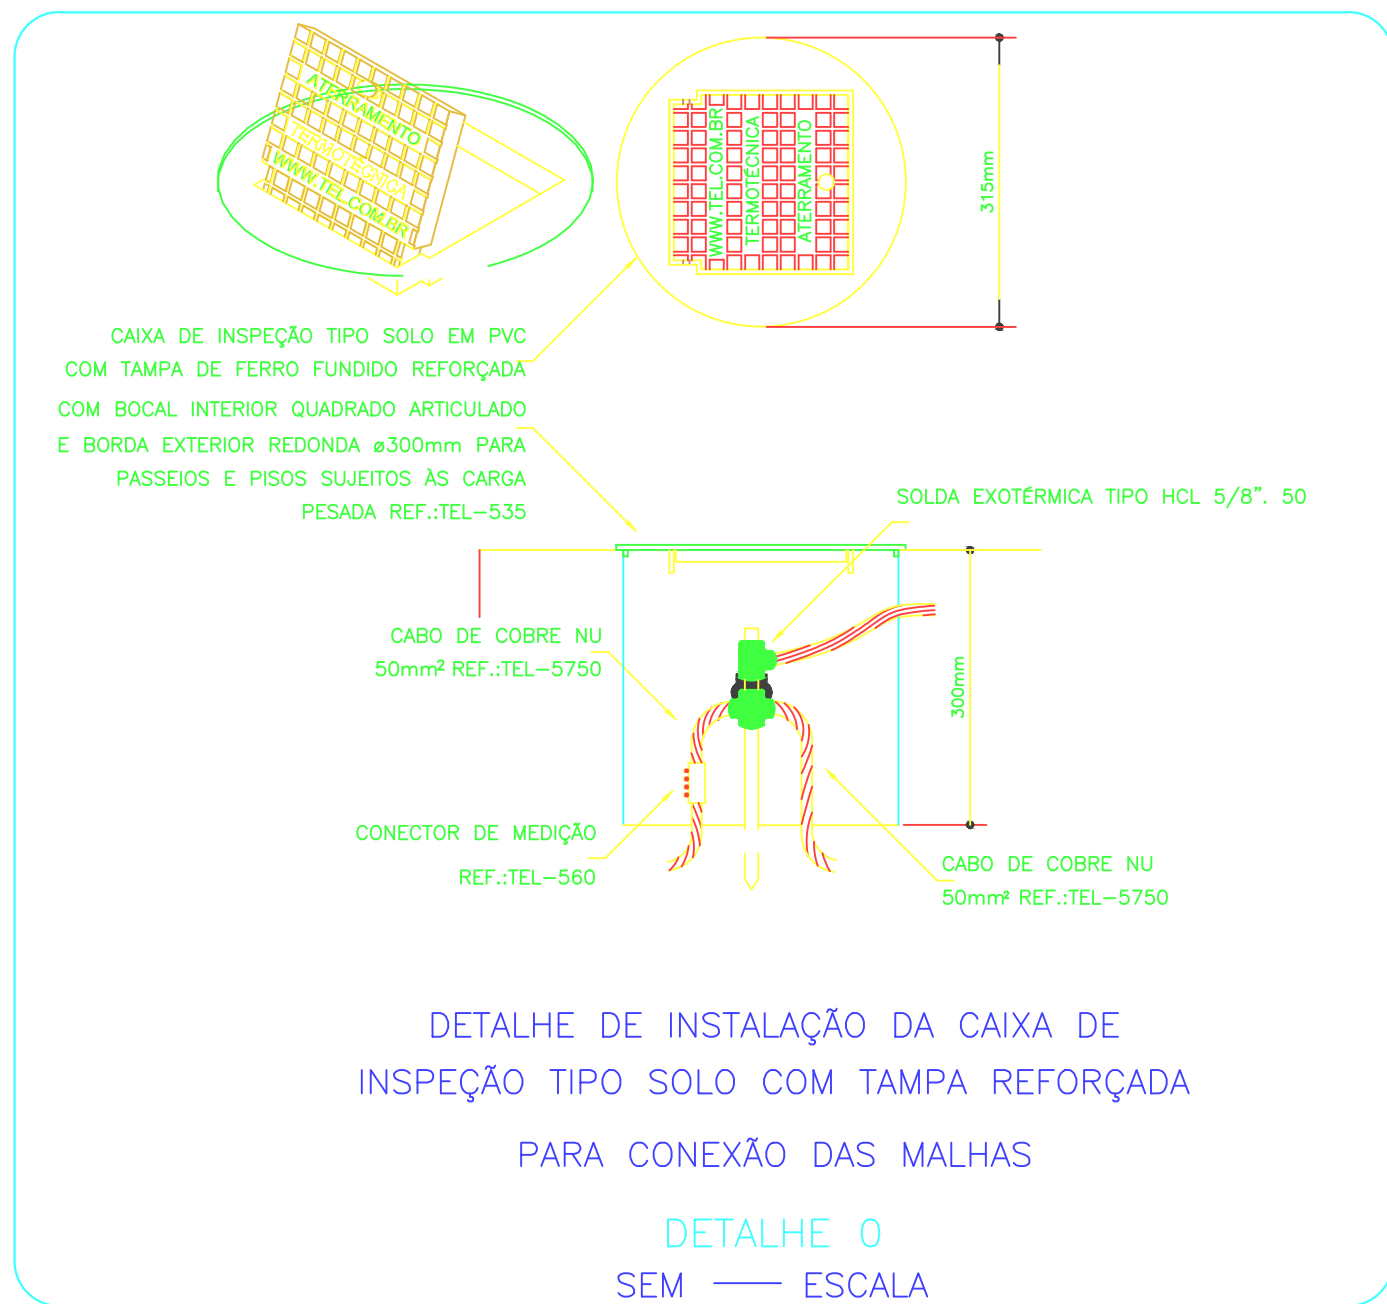 ATERRAMENTO
TERMOTÉCNICA
WWW.TEL.COM.BR
WWW.TEL.COM.BR
TERMOTÉCNICA
ATERRAMENTO
315mm
CAIXA DE INSPEÇÃO TIPO SOLO EM PVC
COM TAMPA DE FERRO FUNDIDO REFORÇADA
COM BOCAL INTERIOR QUADRADO ARTICULADO
E BORDA EXTERIOR REDONDA ø300mm PARA
PASSEIOS E PISOS SUJEITOS ÀS CARGA
PESADA REF.:TEL-535
SOLDA EXOTÉRMICA TIPO HCL 5/8”. 50
CABO DE COBRE NU
50mm² REF.:TEL-5750
300mm
CONECTOR DE MEDIÇÃO
REF.:TEL-560
CABO DE COBRE NU
50mm² REF.:TEL-5750
DETALHE DE INSTALAÇÃO DA CAIXA DE
INSPEÇÃO TIPO SOLO COM TAMPA REFORÇADA
PARA CONEXÃO DAS MALHAS
DETALHE 0
SEM — ESCALA